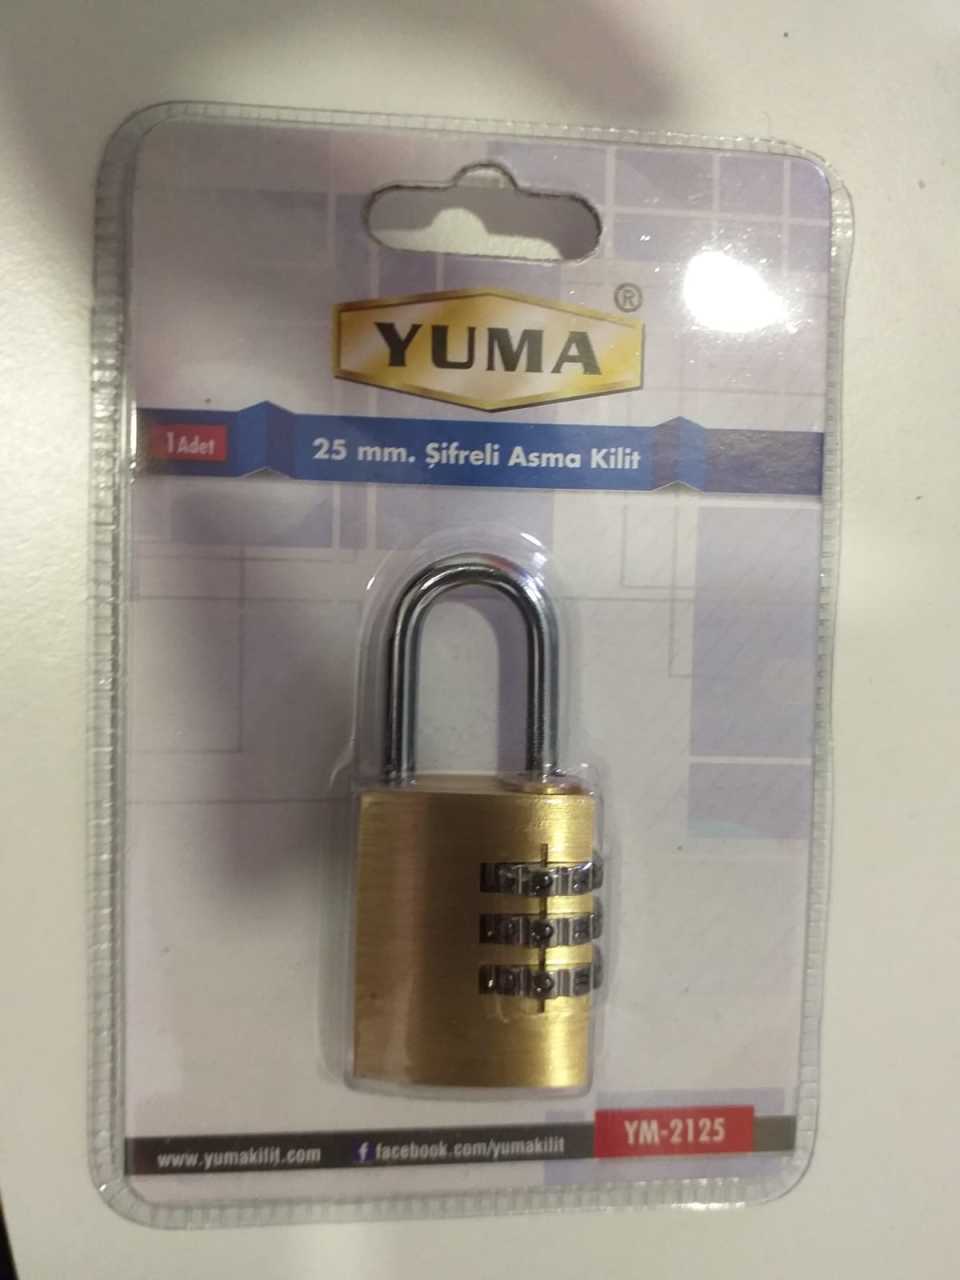 YUMA ®
1 Adet
25 mm. Şifreli Asma Kilit
www.yumakilit.com
facebook.com/yumakilit
YM-2125